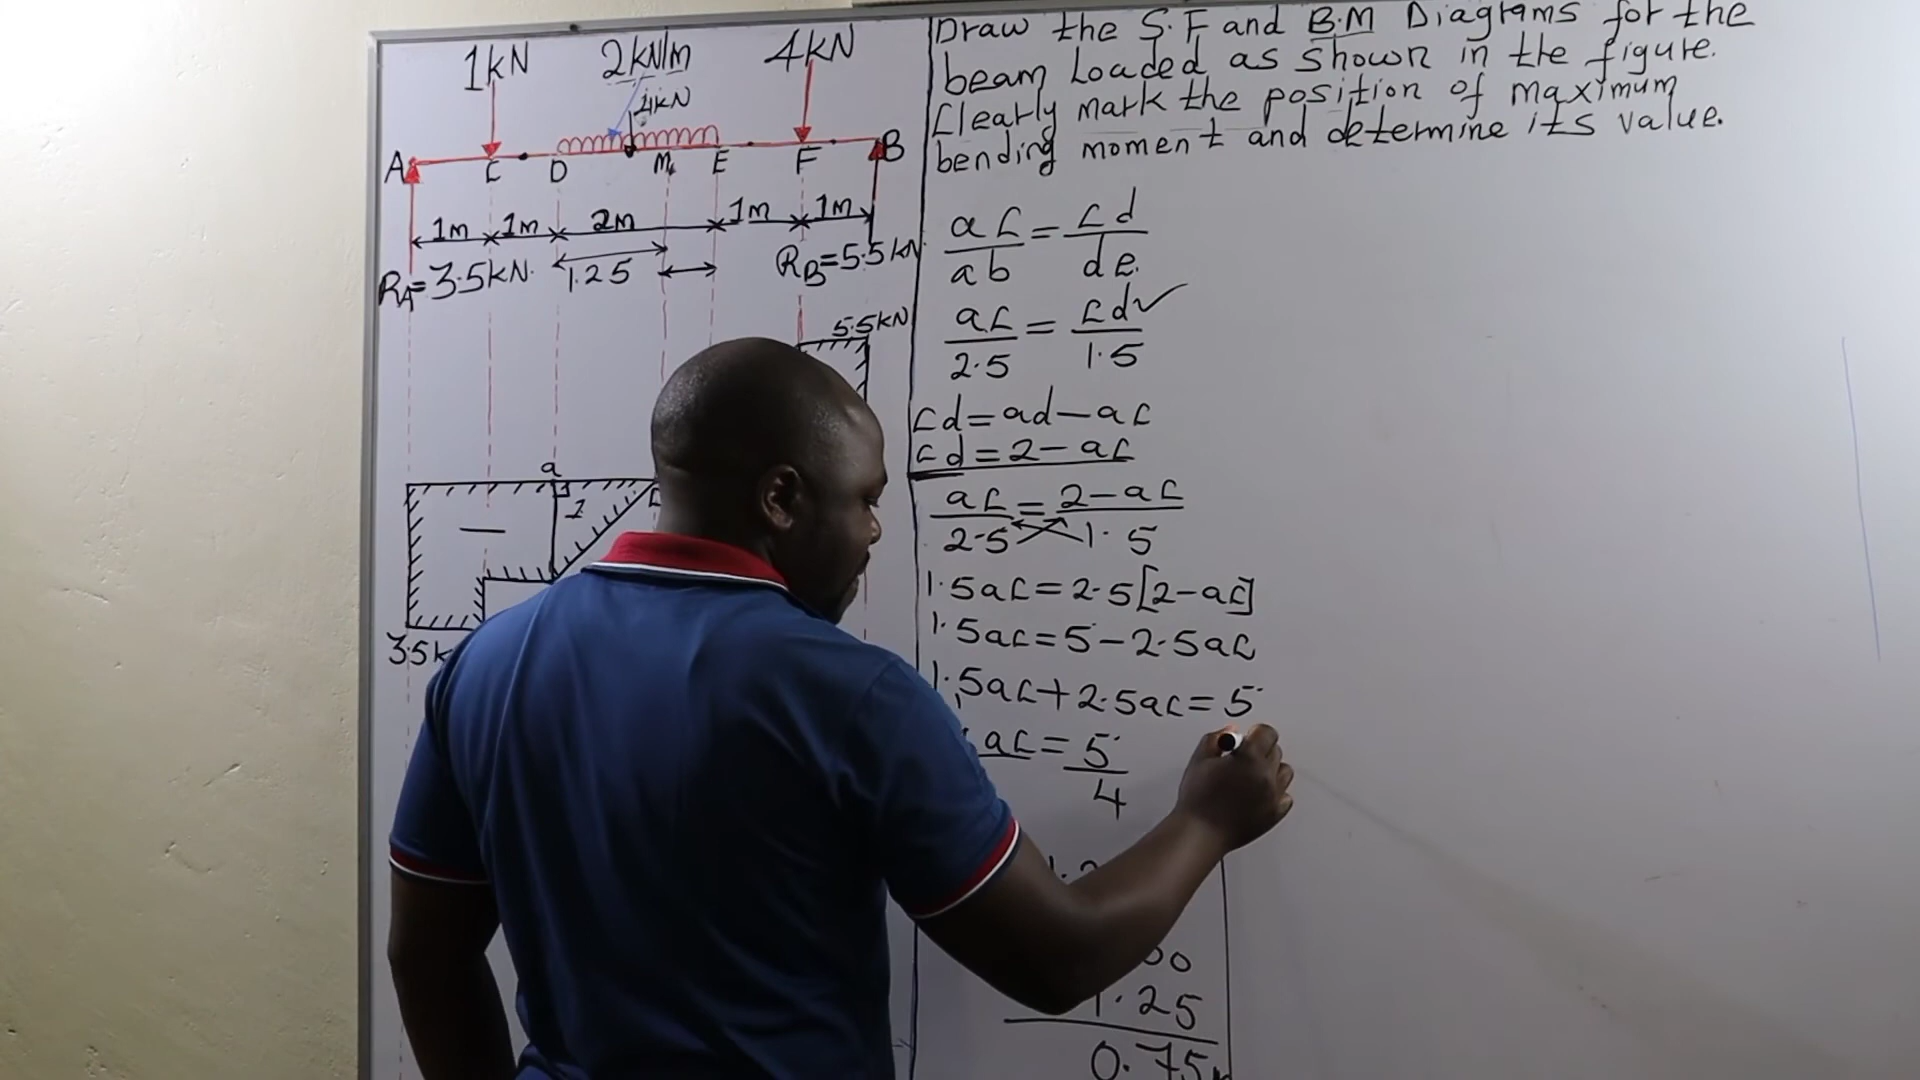 Draw the S.F and B.M Diagrams for the
beam Loaded as shown in the figure.
Clearly mark the position of maximum
bending moment and determine its value.
1kN 2kN/m 4kN
4kN
A C D M E F B
1m 1m 2m 1m 1m
RA=3.5kN. 1.25 RB=5.5kN
5.5kN
a
1
3.5k
ac/ab = cd/de
ac/2.5 = cd/1.5 ✓
cd=ad-ac
cd=2-ac
ac/2.5 = 2-ac/1.5
1.5ac=2.5[2-ac]
1.5ac=5-2.5ac
1.5ac+2.5ac=5
ac=5/4
1.25
0.75